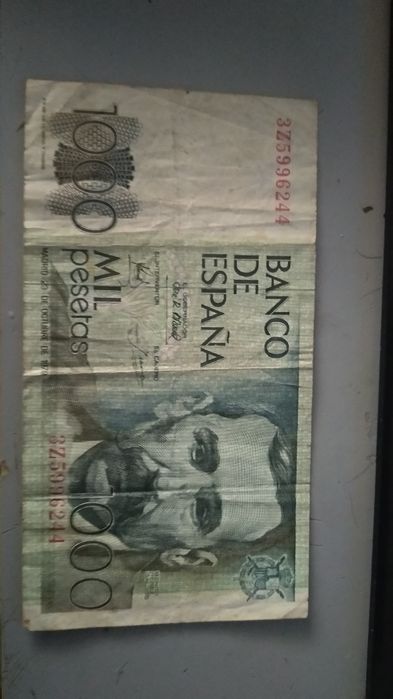 3Z5996244
BANCO
DE
ESPAÑA
EL GOBERNADOR
EL INTERVENTOR
EL CAJERO
1000
MIL
pesetas
MADRID 23 DE OCTUBRE DE 1979
3Z5996244
1000